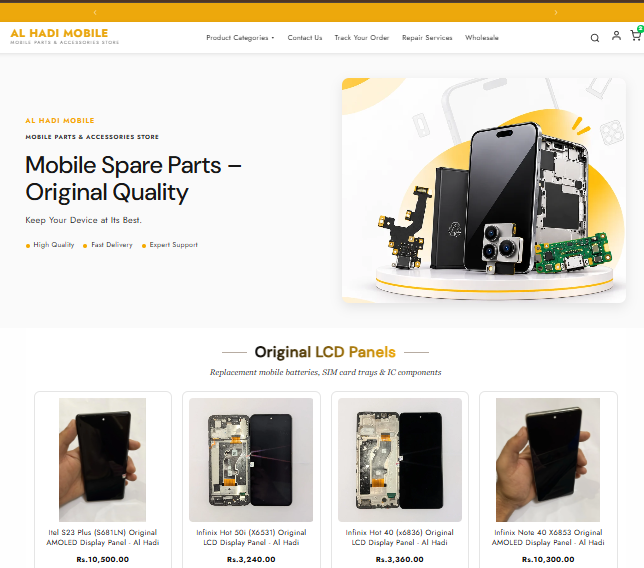 AL HADI MOBILE
MOBILE PARTS & ACCESSORIES STORE
Product Categories
Contact Us
Track Your Order
Repair Services
Wholesale
AL HADI MOBILE
MOBILE PARTS & ACCESSORIES STORE
Mobile Spare Parts –
Original Quality
Keep Your Device at Its Best.
High Quality
Fast Delivery
Expert Support
Original LCD Panels
Replacement mobile batteries, SIM card trays & IC components
Itel S23 Plus (S681LN) Original
AMOLED Display Panel - Al Hadi
Rs.10,500.00
Infinix Hot 50i (X6531) Original
LCD Display Panel - Al Hadi
Rs.3,240.00
Infinix Hot 40 (x6836) Original
LCD Display Panel - Al Hadi
Rs.3,360.00
Infinix Note 40 X6853 Original
AMOLED Display Panel - Al Hadi
Rs.10,300.00